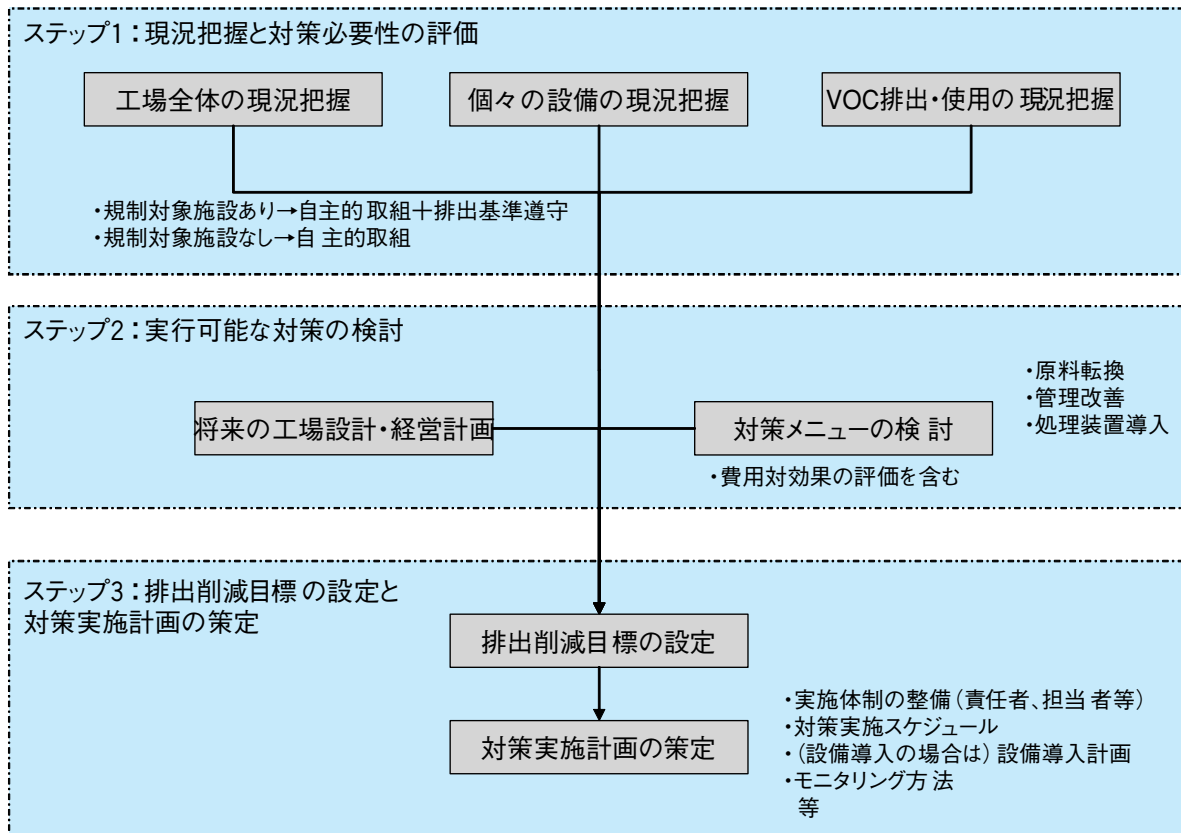 ステップ1:現況把握と対策必要性の評価
工場全体の現況把握
個々の設備の現況把握
VOC排出・使用の現況把握
・規制対象施設あり→自主的取組+排出基準遵守
・規制対象施設なし→自主的取組
ステップ2:実行可能な対策の検討
将来の工場設計・経営計画
対策メニューの検討
・原料転換
・管理改善
・処理装置導入
・費用対効果の評価を含む
ステップ3:排出削減目標の設定と
対策実施計画の策定
排出削減目標の設定
対策実施計画の策定
・実施体制の整備(責任者、担当者等)
・対策実施スケジュール
・(設備導入の場合は)設備導入計画
・モニタリング方法
等